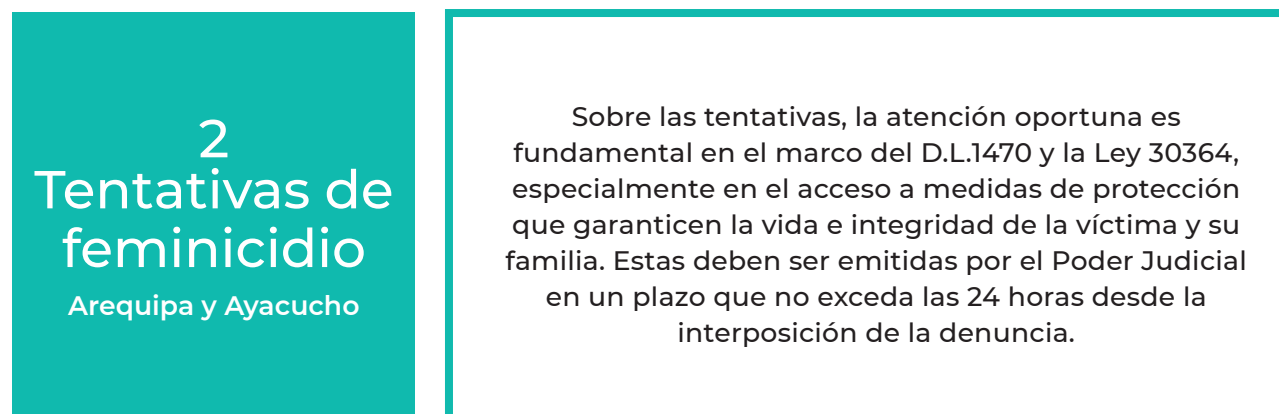 2
Tentativas de
feminicidio
Arequipa y Ayacucho
Sobre las tentativas, la atención oportuna es
fundamental en el marco del D.L.1470 y la Ley 30364,
especialmente en el acceso a medidas de protección
que garanticen la vida e integridad de la víctima y su
familia. Estas deben ser emitidas por el Poder Judicial
en un plazo que no exceda las 24 horas desde la
interposición de la denuncia.